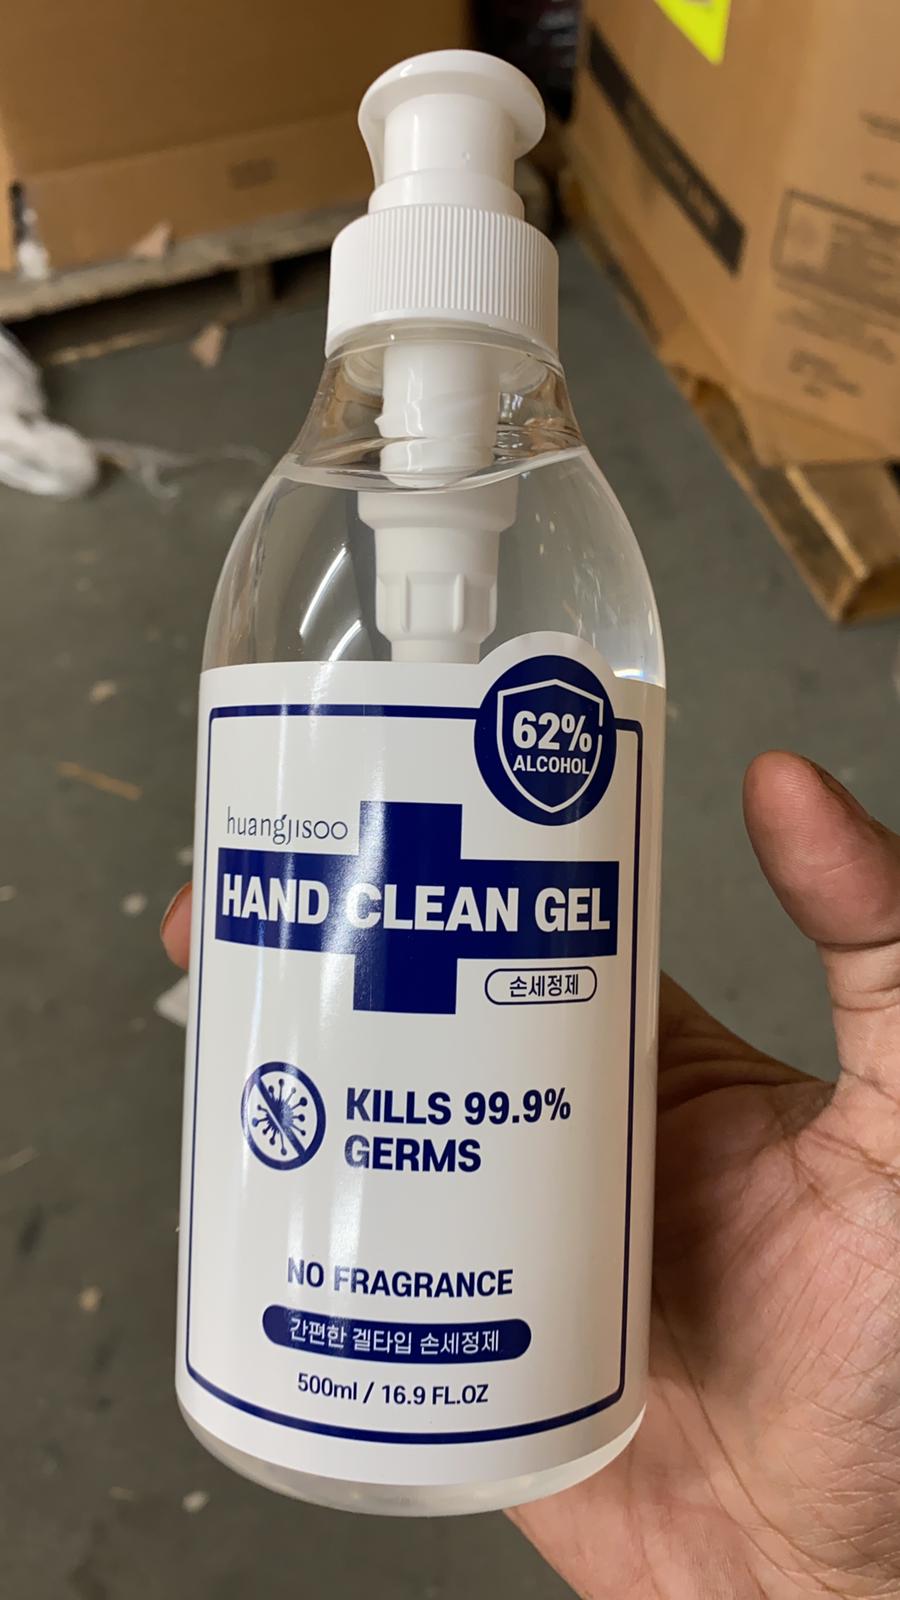 62%
ALCOHOL
huangjisoo
HAND CLEAN GEL
손세정제
KILLS 99.9%
GERMS
NO FRAGRANCE
간편한 겔타입 손세정제
500ml / 16.9 FL.OZ